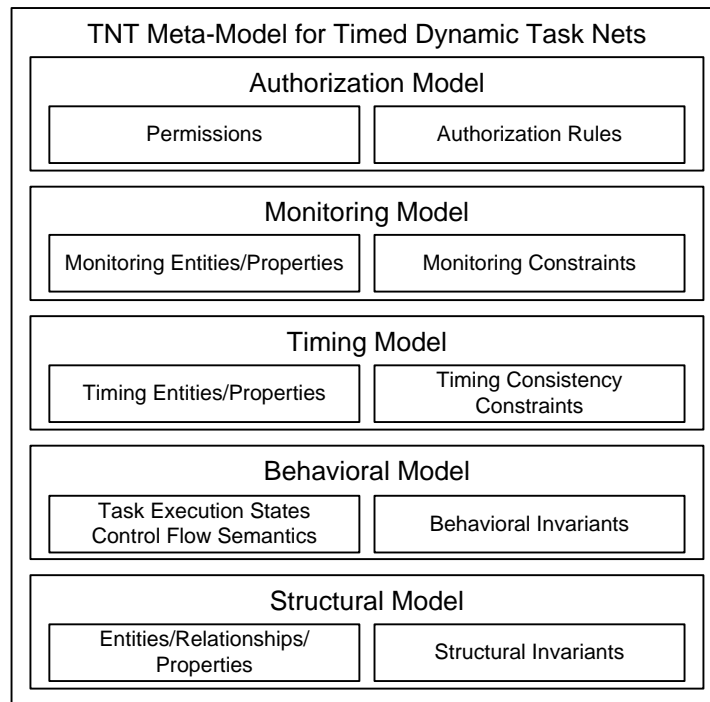 TNT Meta-Model for Timed Dynamic Task Nets
Authorization Model
Permissions
Authorization Rules
Monitoring Model
Monitoring Entities/Properties
Monitoring Constraints
Timing Model
Timing Entities/Properties
Timing Consistency
Constraints
Behavioral Model
Task Execution States
Control Flow Semantics
Behavioral Invariants
Structural Model
Entities/Relationships/
Properties
Structural Invariants